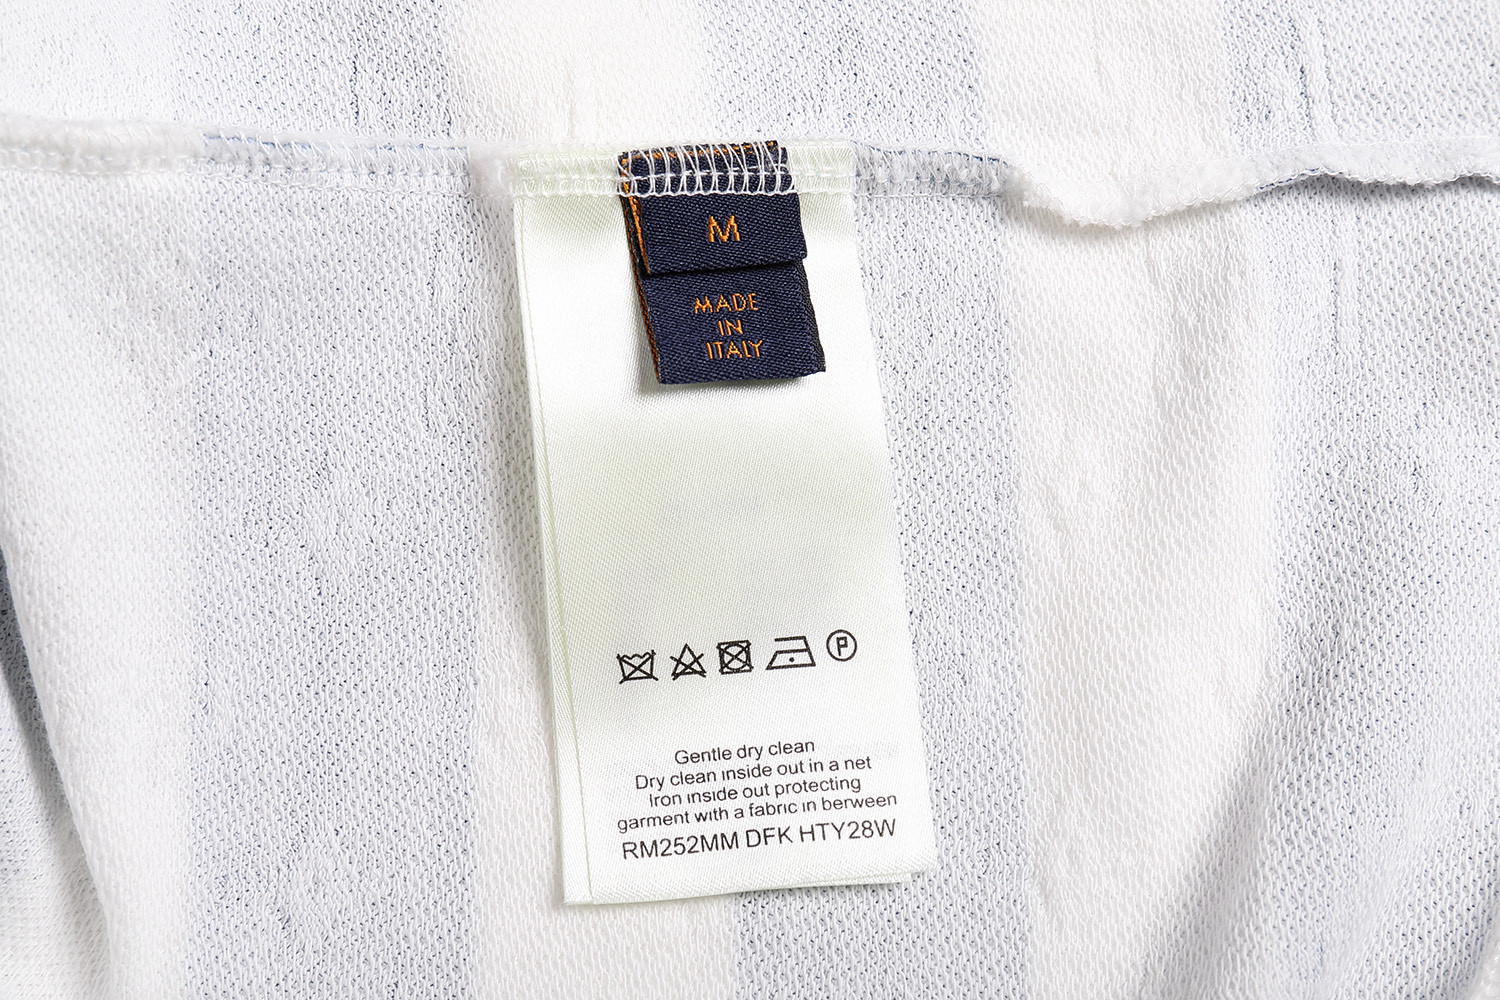 M
MADE
IN
ITALY
P
Gentle dry clean
Dry clean inside out in a net
Iron inside out protecting
garment with a fabric in berween
RM252MM DFK HTY28W